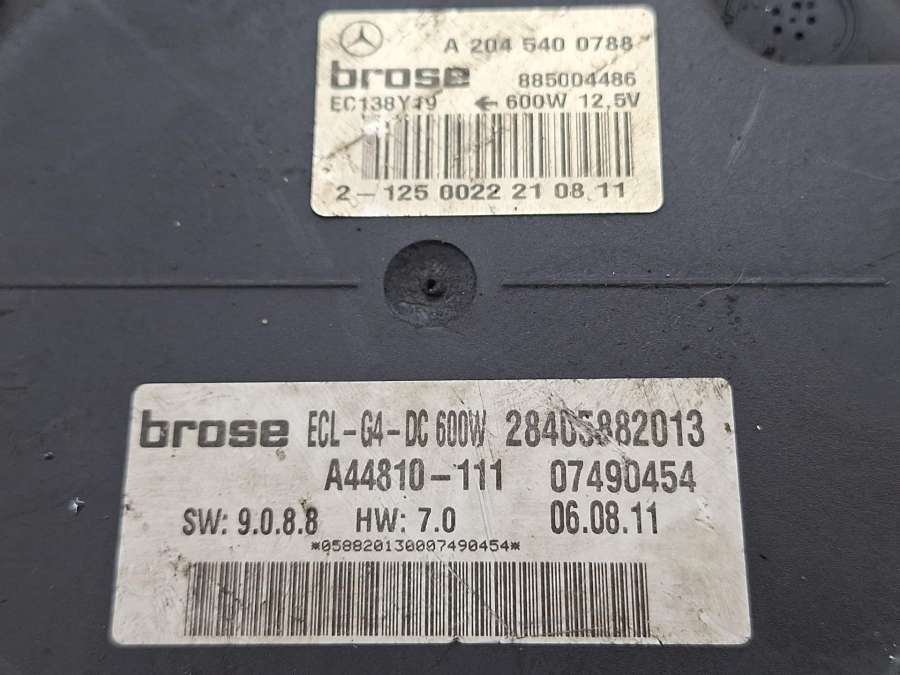 A 204 540 0788
brose 885004486
EC138Y19 ← 600W 12,5V
2-125 0022 21 08.11
brose ECL-G4-DC 600W 28405882013
A44810-111 07490454
SW: 9.0.8.8 HW: 7.0 06.08.11
*058820130007490454*